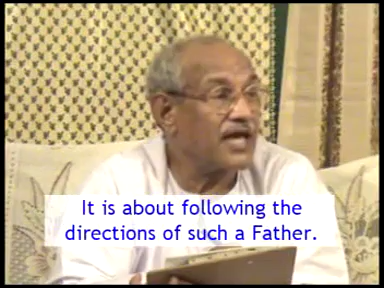 It is about following the
directions of such a Father.